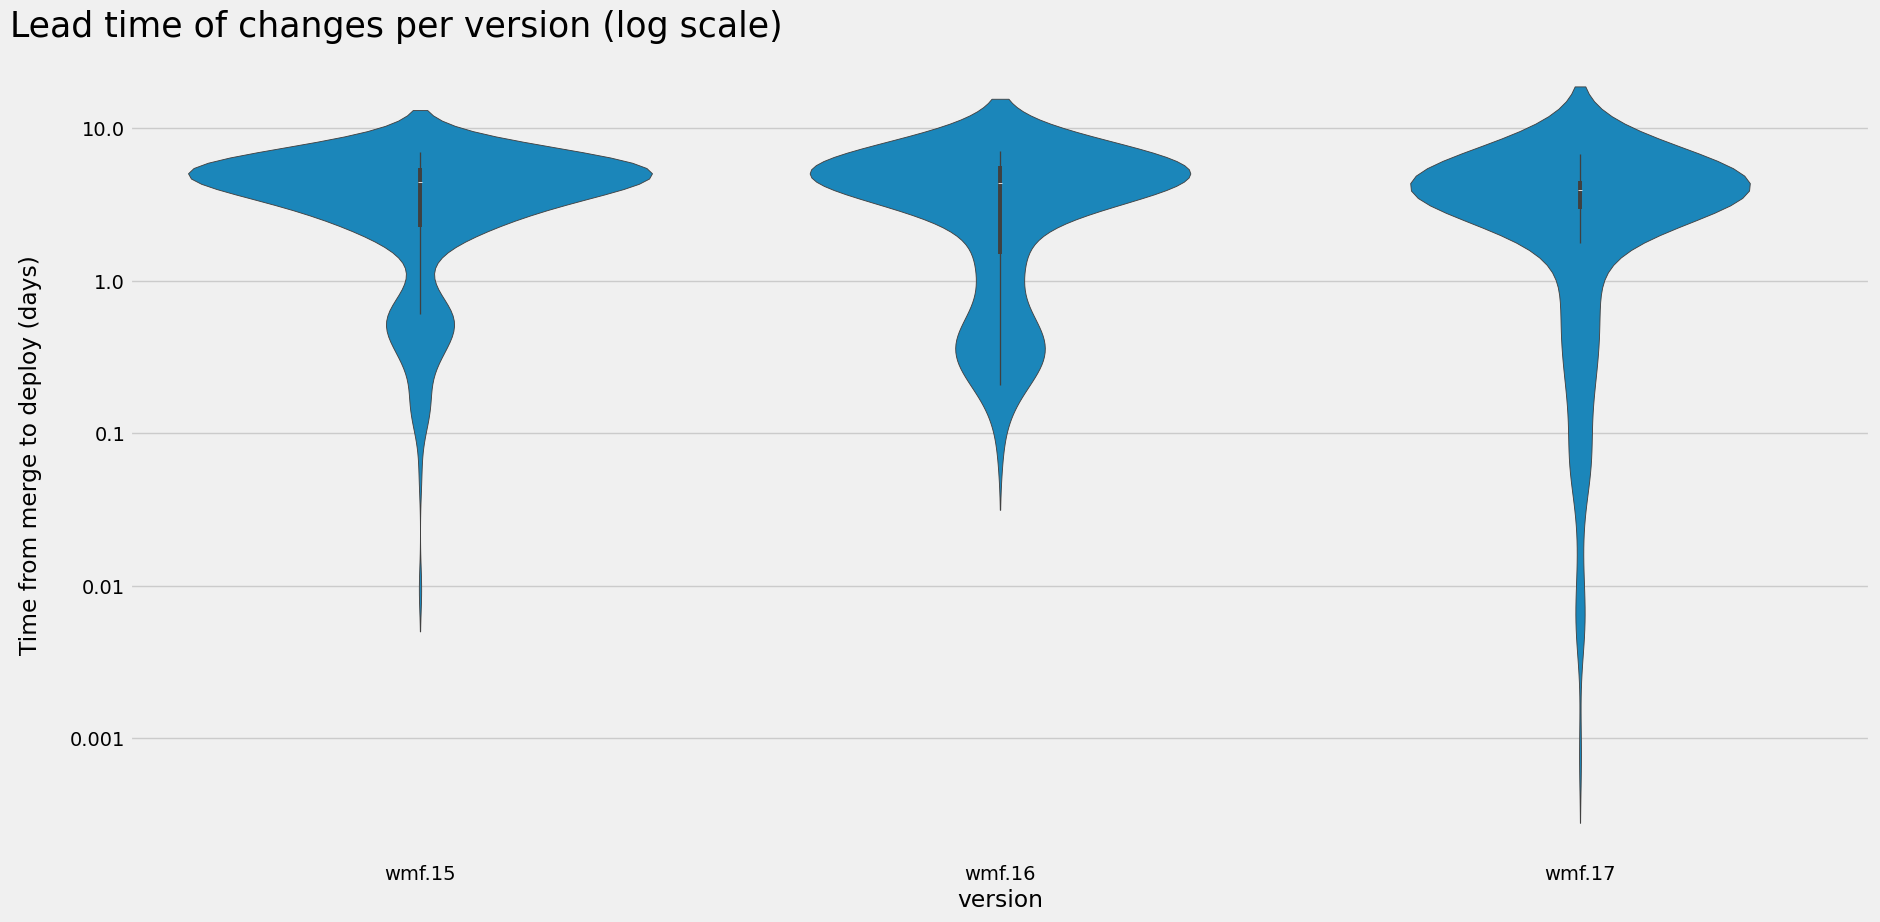 Lead time of changes per version (log scale)
Time from merge to deploy (days)
10.0
1.0
0.1
0.01
0.001
wmf.15
wmf.16
wmf.17
version